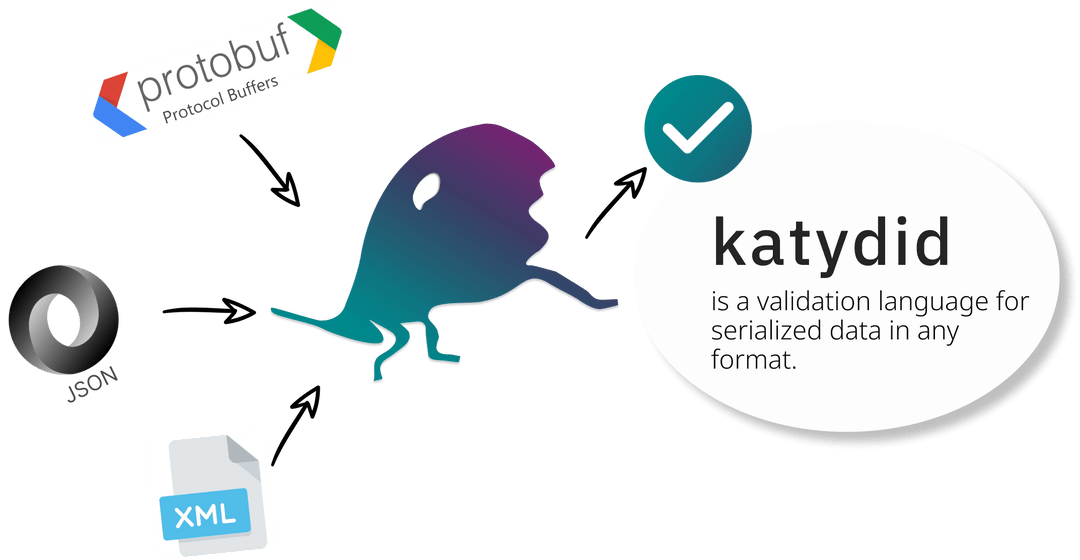 protobuf
Protocol Buffers
JSON
XML
katydid
is a validation language for
serialized data in any
format.